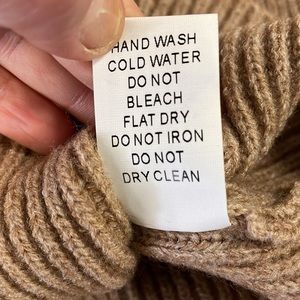 HAND WASH
COLD WATER
DO NOT
BLEACH
FLAT DRY
DO NOT IRON
DO NOT
DRY CLEAN